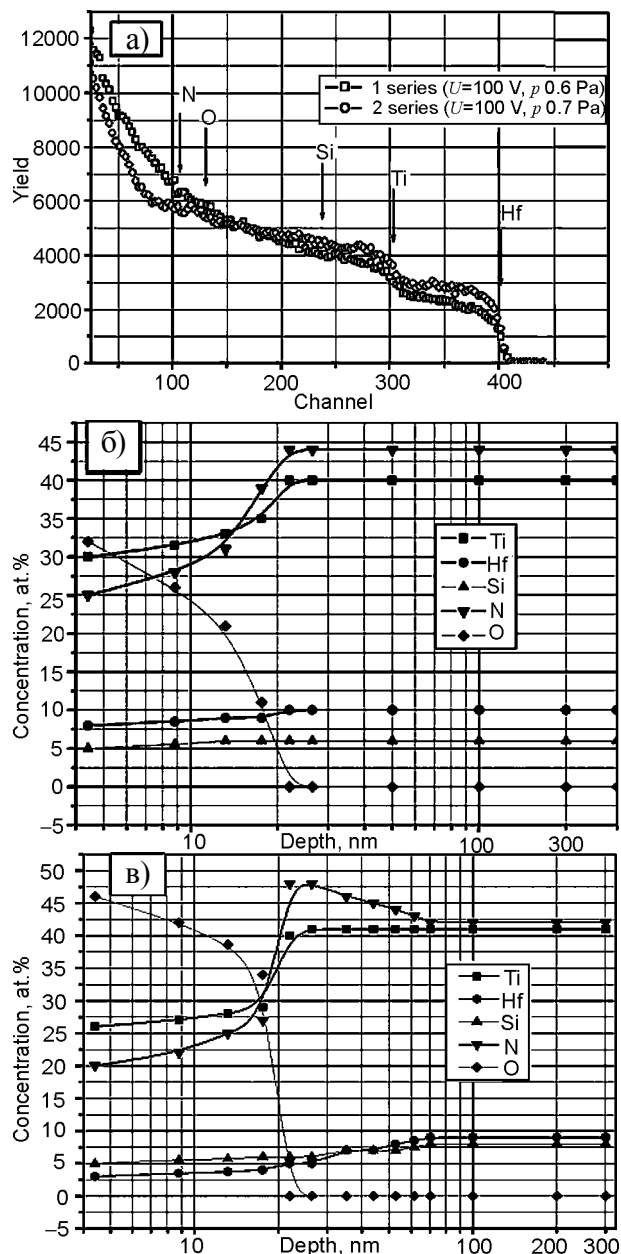 12000
10000
8000
6000
4000
2000
0
Yield
а)
N
O
Si
Ti
Hf
1 series (U=100 V, p 0.6 Pa)
2 series (U=100 V, p 0.7 Pa)
100
200
300
400
Channel
45
40
35
30
25
20
15
10
5
0
−5
Concentration, at.%
б)
Ti
Hf
Si
N
O
10
Depth, nm
100
300
50
45
40
35
30
25
20
15
10
5
0
−5
Concentration, at.%
в)
Ti
Hf
Si
N
O
10
Depth, nm
100
200
300